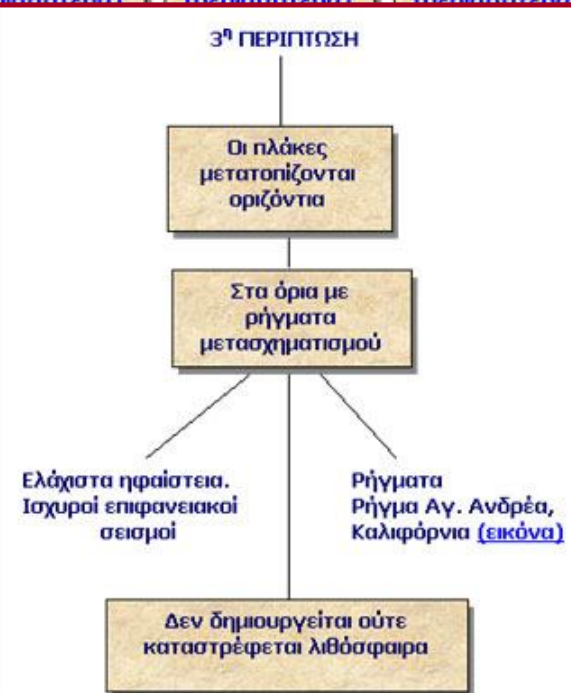 3η ΠΕΡΙΠΤΩΣΗ
Οι πλάκες
μετατοπίζονται
οριζόντια
Στα όρια με
ρήγματα
μετασχηματισμού
Ελάχιστα ηφαίστεια.
Ισχυροί επιφανειακοί
σεισμοί
Ρήγματα
Ρήγμα Αγ. Ανδρέα,
Καλιφόρνια (εικόνα)
Δεν δημιουργείται ούτε
καταστρέφεται λιθόσφαιρα